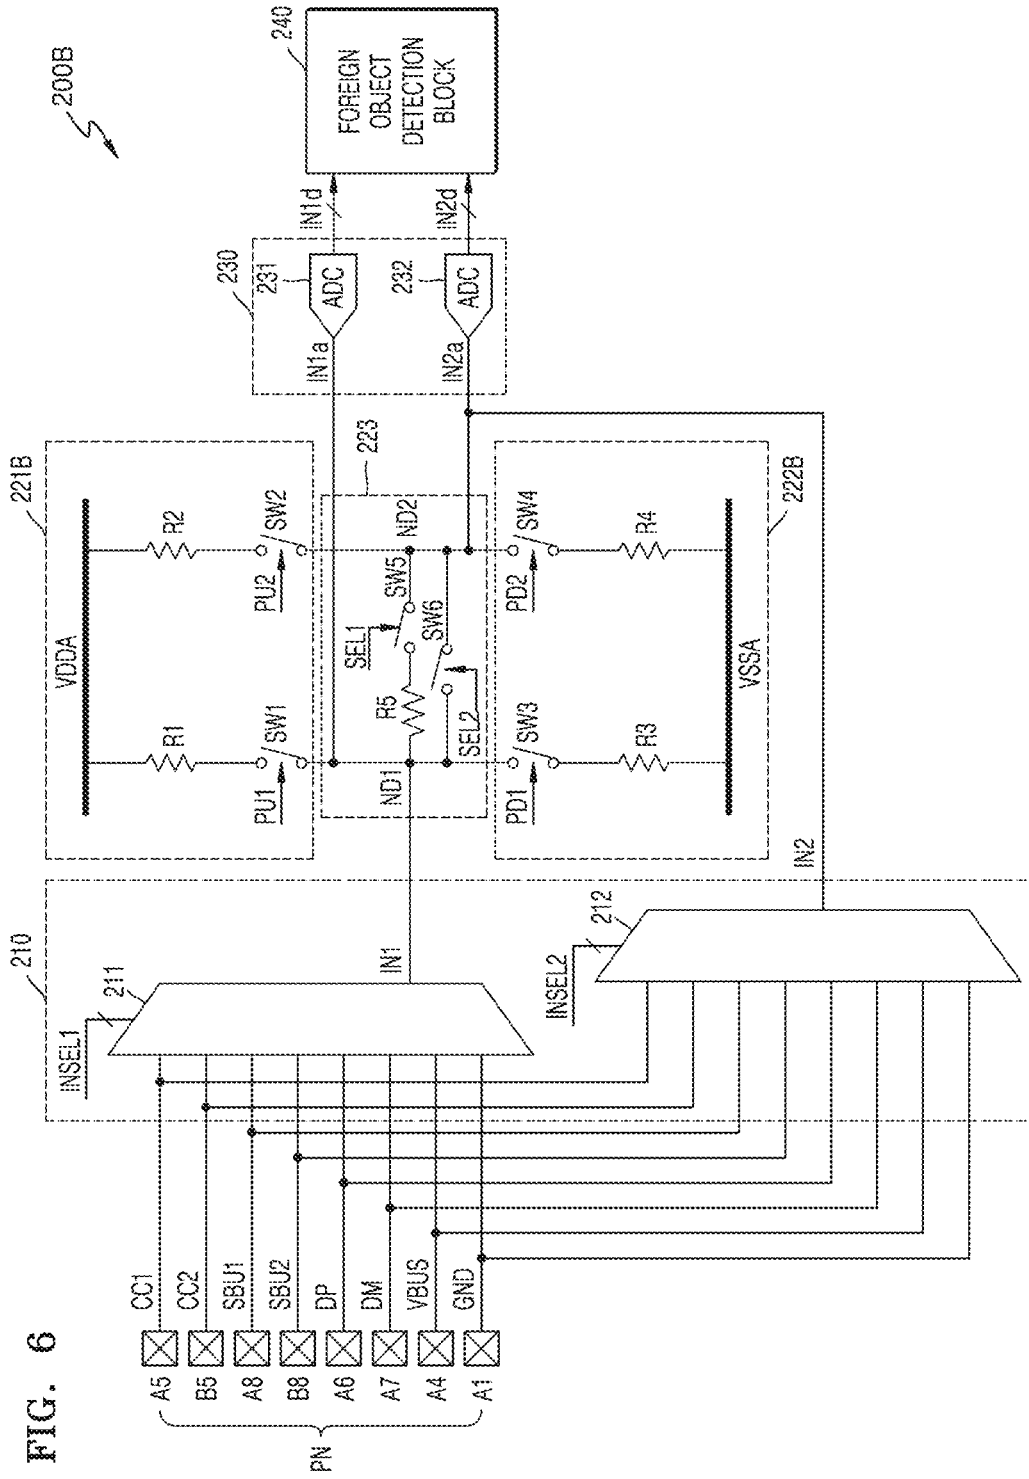 FIG. 6
200B
PN
A5
B5
A8
B8
A6
A7
A4
A1
CC1
CC2
SBU1
SBU2
DP
DM
VBUS
GND
210
INSEL1
211
IN1
INSEL2
212
IN2
221B
VDDA
R1
R2
PU1
SW1
PU2
SW2
223
ND1
ND2
R5
SEL1
SW5
SEL2
SW6
222B
PD1
SW3
PD2
SW4
R3
R4
VSSA
230
231
ADC
232
ADC
IN1a
IN2a
IN1d
IN2d
240
FOREIGN
OBJECT
DETECTION
BLOCK